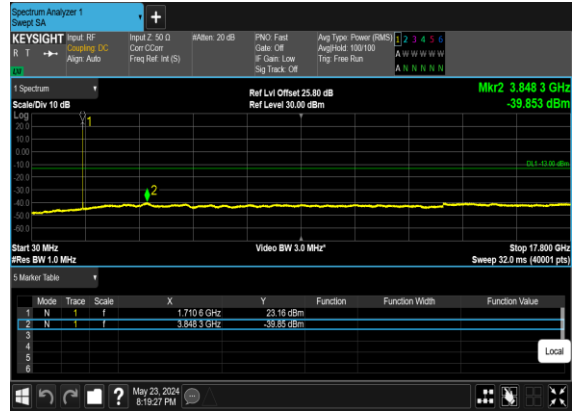 Spectrum Analyzer 1
Swept SA
+
KEYSIGHT Input: RF Input Z: 50 Ω #Atten: 20 dB PNO: Fast Avg Type: Power (RMS) 1 2 3 4 5 6
R T Coupling: DC Corr CCorr Gate: Off Avg|Hold: 100/100 A W W W W W
Align: Auto Freq Ref: Int (S) IF Gain: Low Trig: Free Run
Sig Track: Off A N N N N N
1 Spectrum Ref Lvl Offset 25.80 dB Mkr2 3.848 3 GHz
Scale/Div 10 dB Ref Level 30.00 dBm -39.853 dBm
Log
20.0
10.0
0.00
-10.0
DL1 -13.00 dBm
-20.0
-30.0
-40.0
-50.0
-60.0
1
2
Start 30 MHz Video BW 3.0 MHz* Stop 17.800 GHz
#Res BW 1.0 MHz Sweep 32.0 ms (40001 pts)
5 Marker Table
Mode Trace Scale X Y Function Function Width Function Value
1 N 1 f 1.710 6 GHz 23.16 dBm
2 N 1 f 3.848 3 GHz -39.85 dBm
3
4
5
6
Local
? May 23, 2024
8:19:27 PM